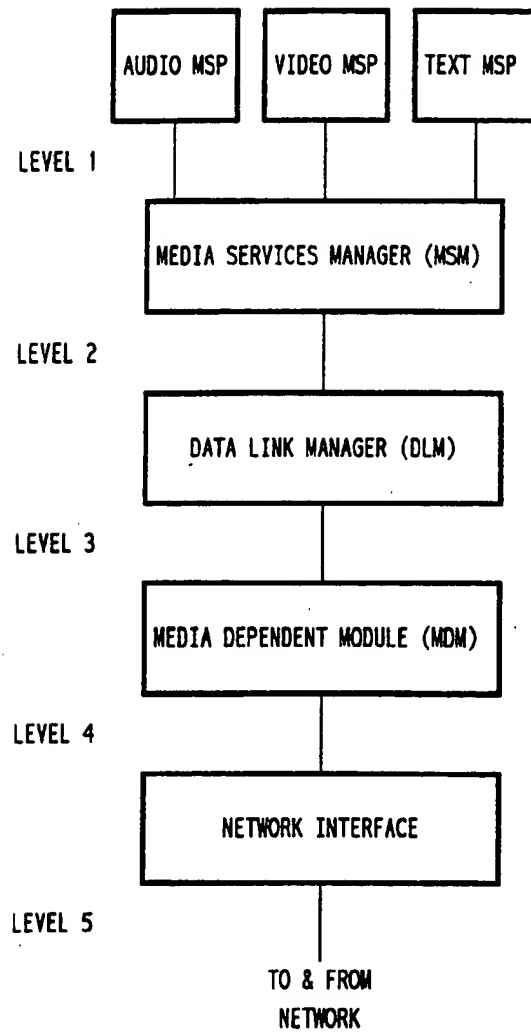 AUDIO MSP
VIDEO MSP
TEXT MSP
LEVEL 1
MEDIA SERVICES MANAGER (MSM)
LEVEL 2
DATA LINK MANAGER (DLM)
LEVEL 3
MEDIA DEPENDENT MODULE (MDM)
LEVEL 4
NETWORK INTERFACE
LEVEL 5
TO & FROM
NETWORK